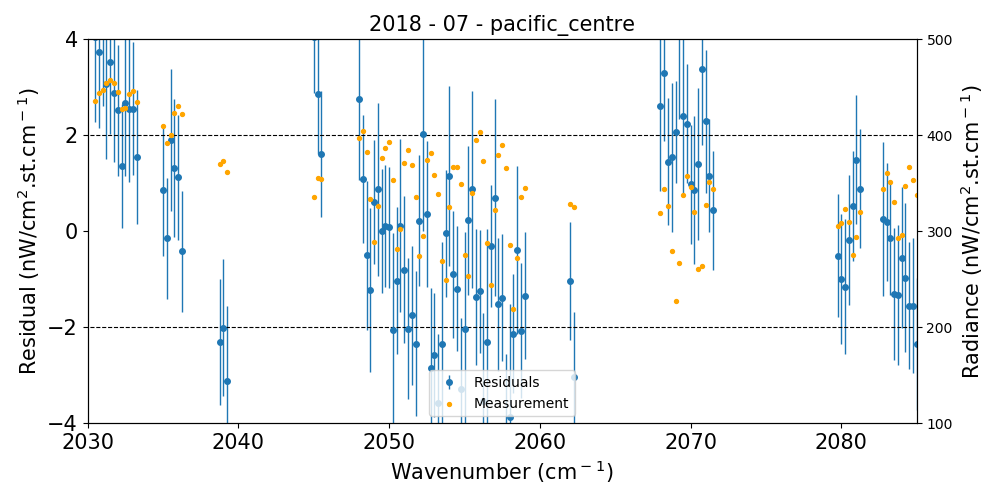 2018 - 07 - pacific_centre
4
2
0
−2
−4
Residual (nW/cm².st.cm⁻¹)
500
400
300
200
100
Radiance (nW/cm².st.cm⁻¹)
Residuals
Measurement
2030 2040 2050 2060 2070 2080
Wavenumber (cm⁻¹)